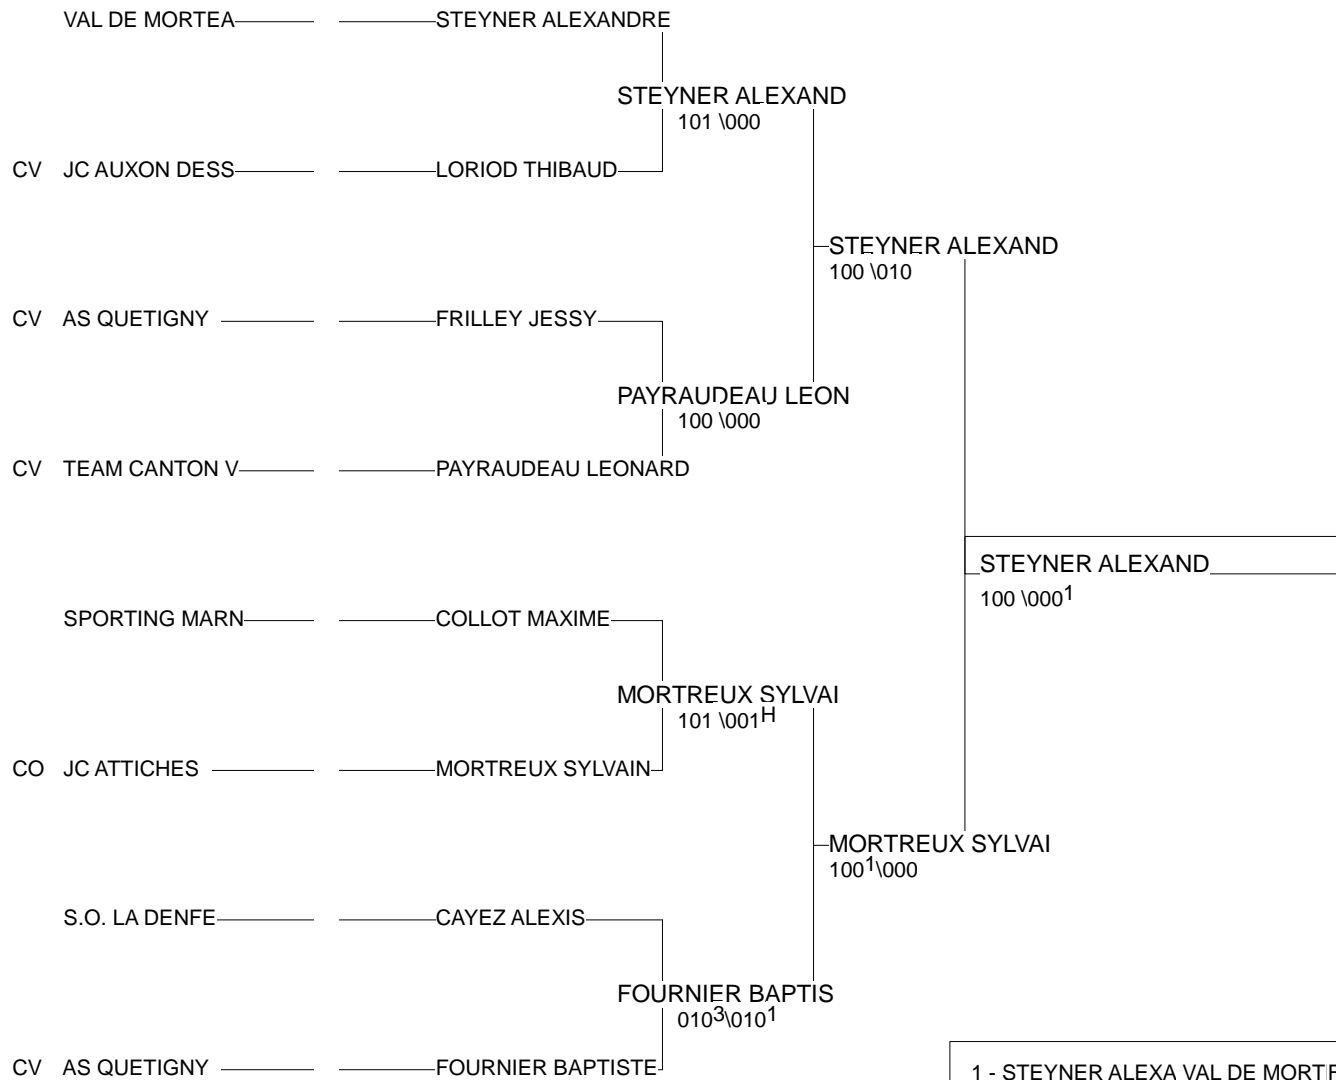 VAL DE MORTEA STEYNER ALEXANDRE
STEYNER ALEXAND
101 \000
CV JC AUXON DESS LORIOD THIBAUD
STEYNER ALEXAND
100 \010
CV AS QUETIGNY FRILLEY JESSY
PAYRAUDEAU LEON
100 \000
CV TEAM CANTON V PAYRAUDEAU LEONARD
STEYNER ALEXAND
100 \000¹
SPORTING MARN COLLOT MAXIME
MORTREUX SYLVAI
101 \001ᴴ
CO JC ATTICHES MORTREUX SYLVAIN
MORTREUX SYLVAI
100¹\000
S.O. LA DENFE CAYEZ ALEXIS
FOURNIER BAPTIS
010³\010¹
CV AS QUETIGNY FOURNIER BAPTISTE
1 - STEYNER ALEXA VAL DE MORT